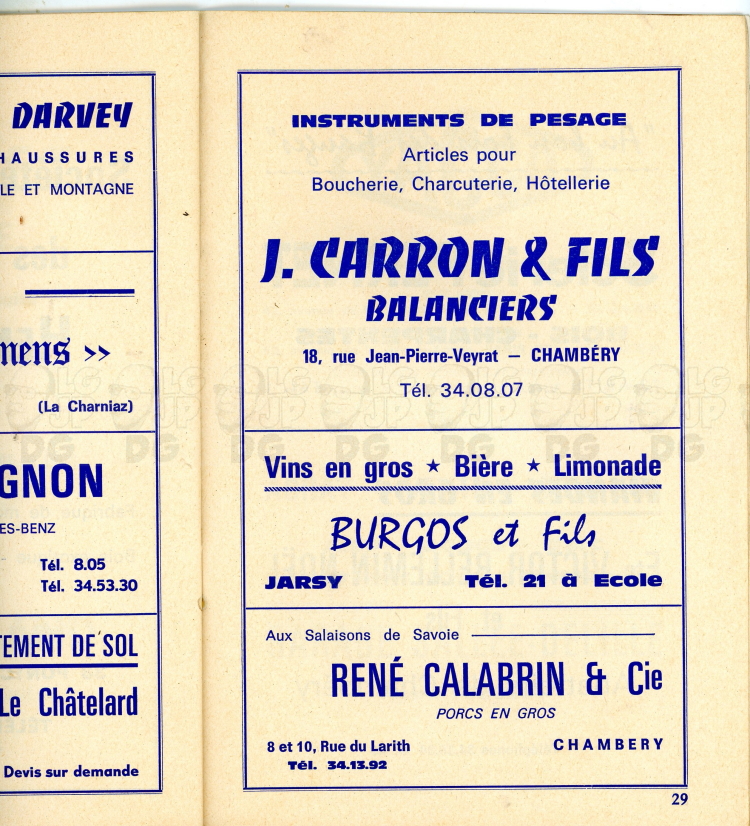 DARVEY
HAUSSURES
LE ET MONTAGNE
mens >>
(La Charniaz)
GNON
ES-BENZ
Tél. 8.05
Tél. 34.53.30
TEMENT DE SOL
Le Châtelard
Devis sur demande
INSTRUMENTS DE PESAGE
Articles pour
Boucherie, Charcuterie, Hôtellerie
J. CARRON & FILS
BALANCIERS
18, rue Jean-Pierre-Veyrat — CHAMBÉRY
Tél. 34.08.07
Vins en gros ★ Bière ★ Limonade
BURGOS et Fils
JARSY Tél. 21 à Ecole
Aux Salaisons de Savoie
RENÉ CALABRIN & Cie
PORCS EN GROS
8 et 10, Rue du Larith CHAMBERY
Tél. 34.13.92
29